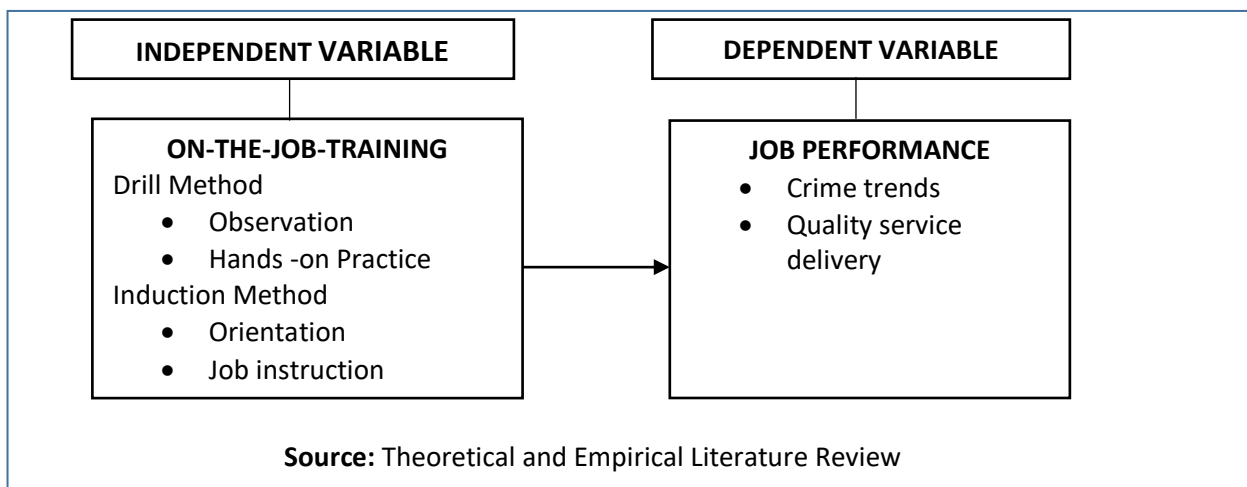 INDEPENDENT VARIABLE
ON-THE-JOB-TRAINING
Drill Method
• Observation
• Hands -on Practice
Induction Method
• Orientation
• Job instruction
DEPENDENT VARIABLE
JOB PERFORMANCE
• Crime trends
• Quality service
delivery
Source: Theoretical and Empirical Literature Review